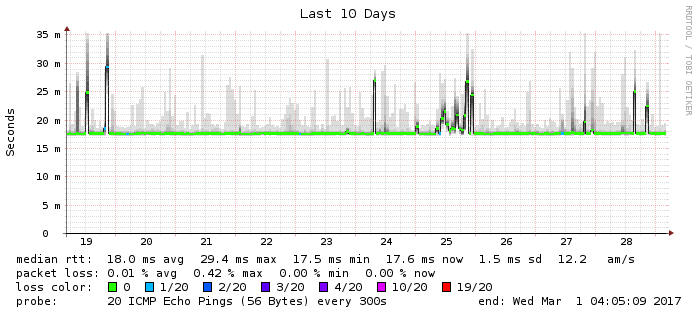 Last 10 Days
RRDTOOL / TOBI OETIKER
Seconds
35 m
30 m
25 m
20 m
15 m
10 m
5 m
0
19 20 21 22 23 24 25 26 27 28
median rtt: 18.0 ms avg 29.4 ms max 17.5 ms min 17.6 ms now 1.5 ms sd 12.2 am/s
packet loss: 0.01 % avg 0.42 % max 0.00 % min 0.00 % now
loss color: 0 1/20 2/20 3/20 4/20 10/20 19/20
probe: 20 ICMP Echo Pings (56 Bytes) every 300s end: Wed Mar 1 04:05:09 2017